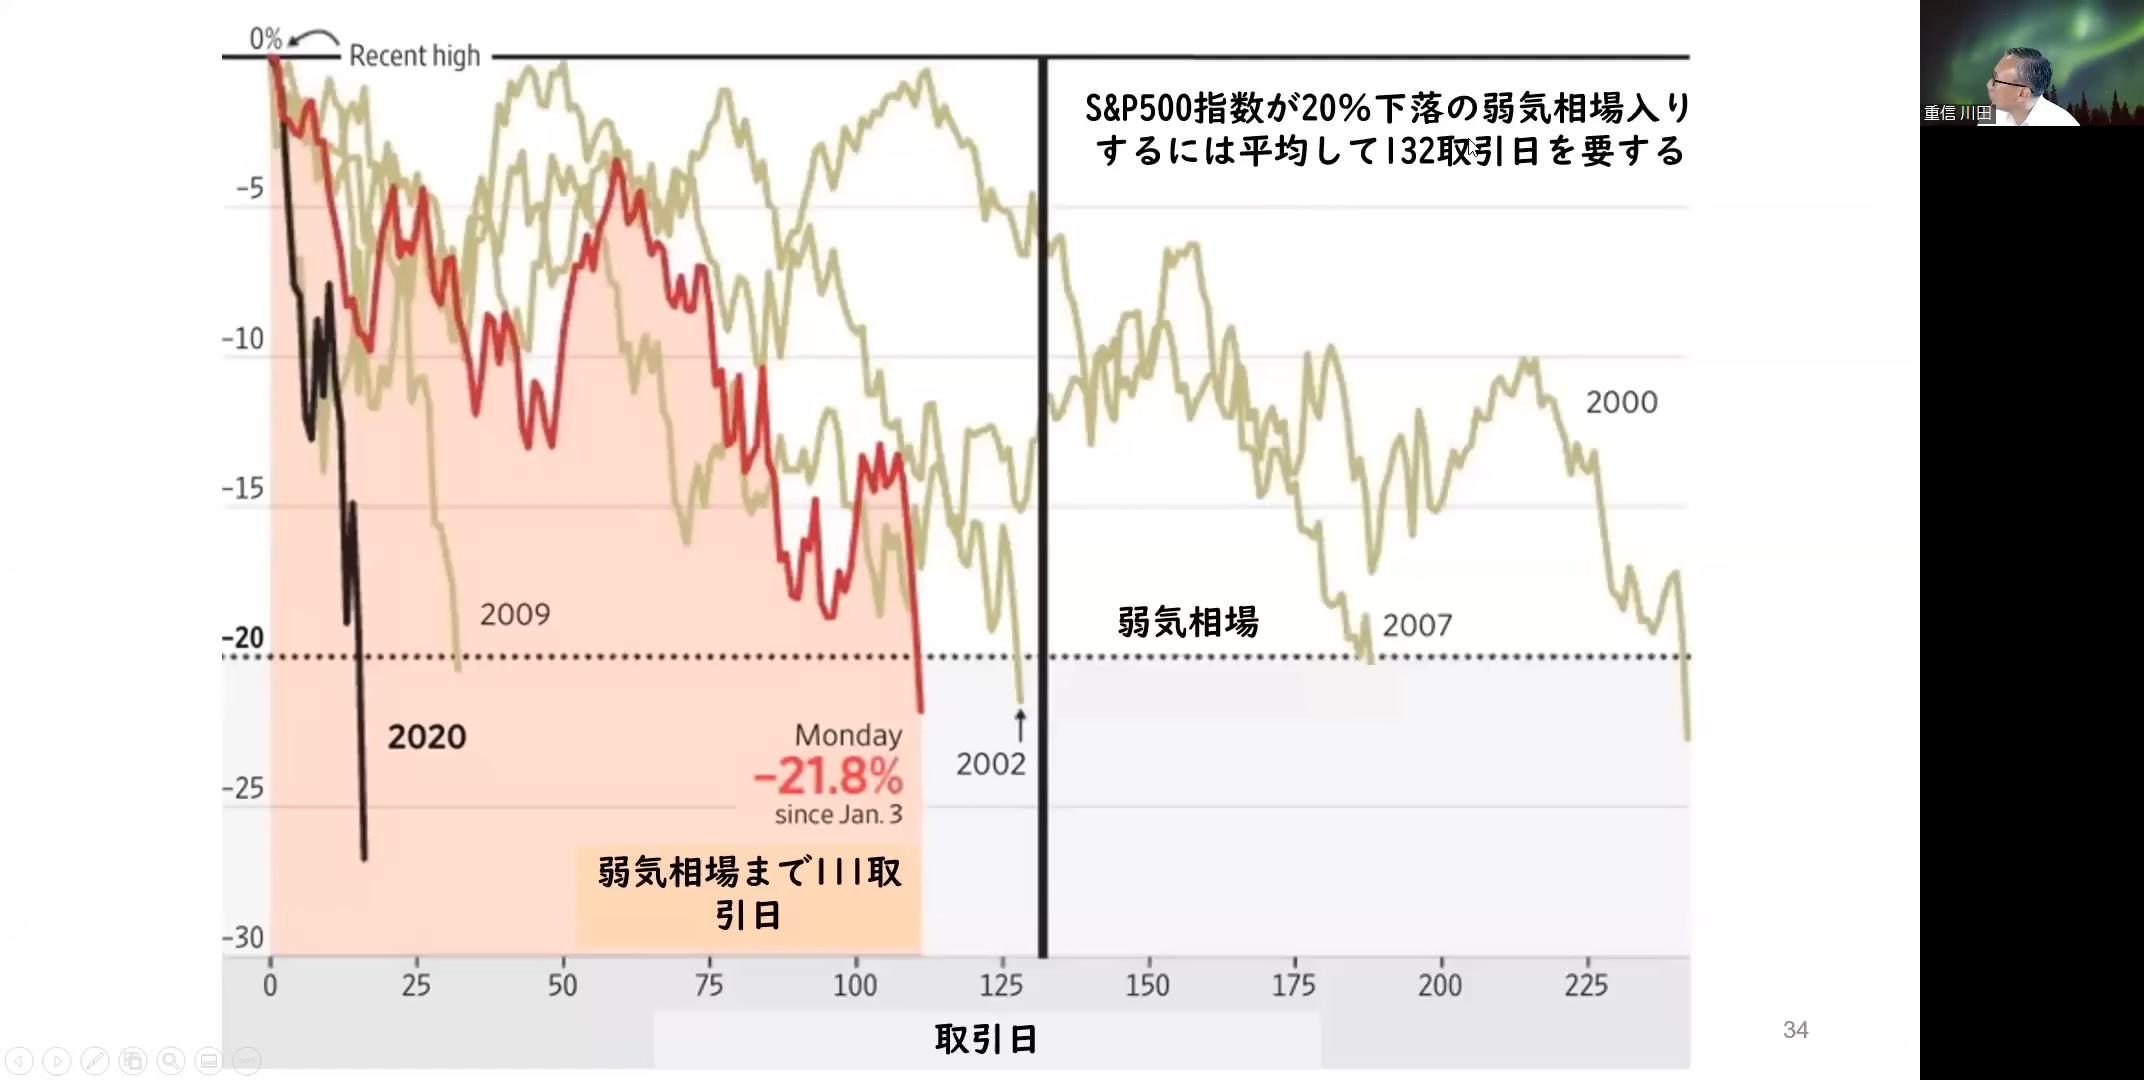 0%
Recent high
S&P500指数が20%下落の弱気相場入り
するには平均して132取引日を要する
重信 川田
-5
-10
2000
-15
2009
弱気相場
2007
-20
2020
Monday
-21.8%
since Jan. 3
2002
-25
弱気相場まで111取
引日
-30
0 25 50 75 100 125 150 175 200 225
取引日
34